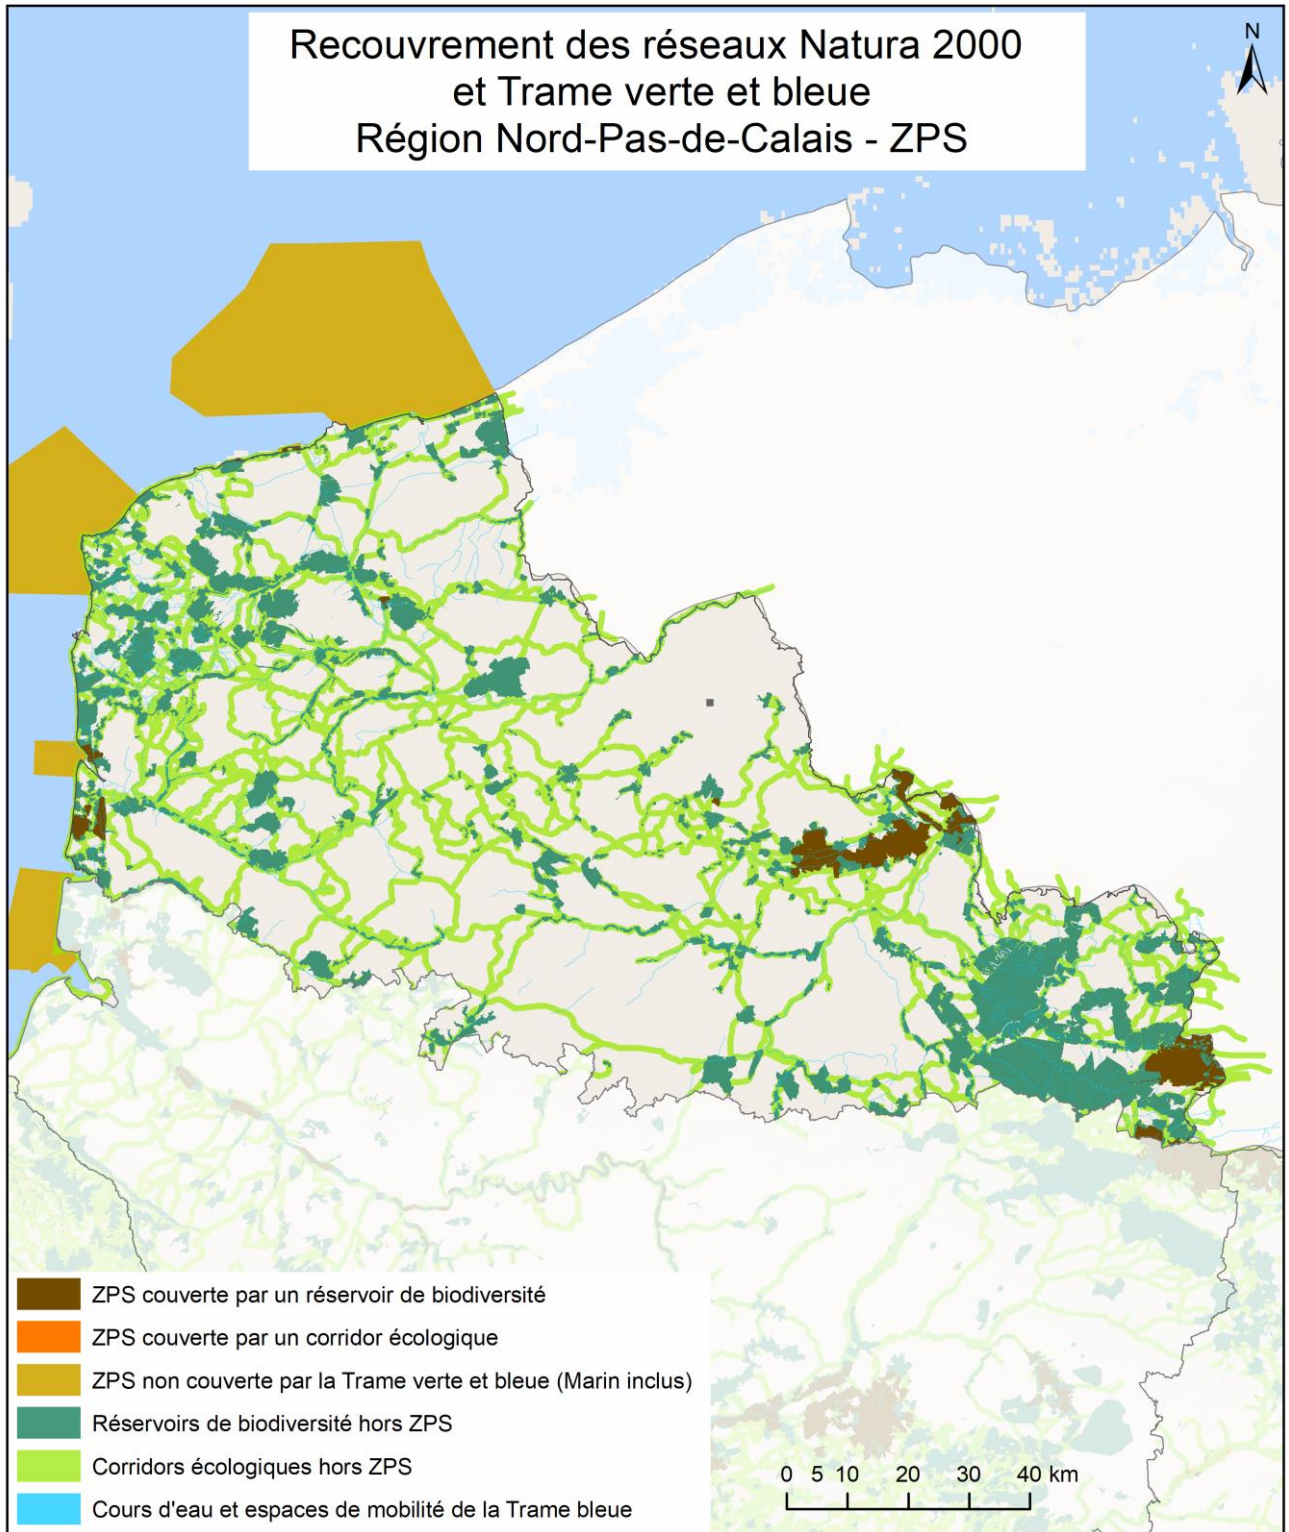 Recouvrement des réseaux Natura 2000
et Trame verte et bleue
Région Nord-Pas-de-Calais - ZPS
N
ZPS couverte par un réservoir de biodiversité
ZPS couverte par un corridor écologique
ZPS non couverte par la Trame verte et bleue (Marin inclus)
Réservoirs de biodiversité hors ZPS
Corridors écologiques hors ZPS
Cours d'eau et espaces de mobilité de la Trame bleue
0 5 10 20 30 40 km